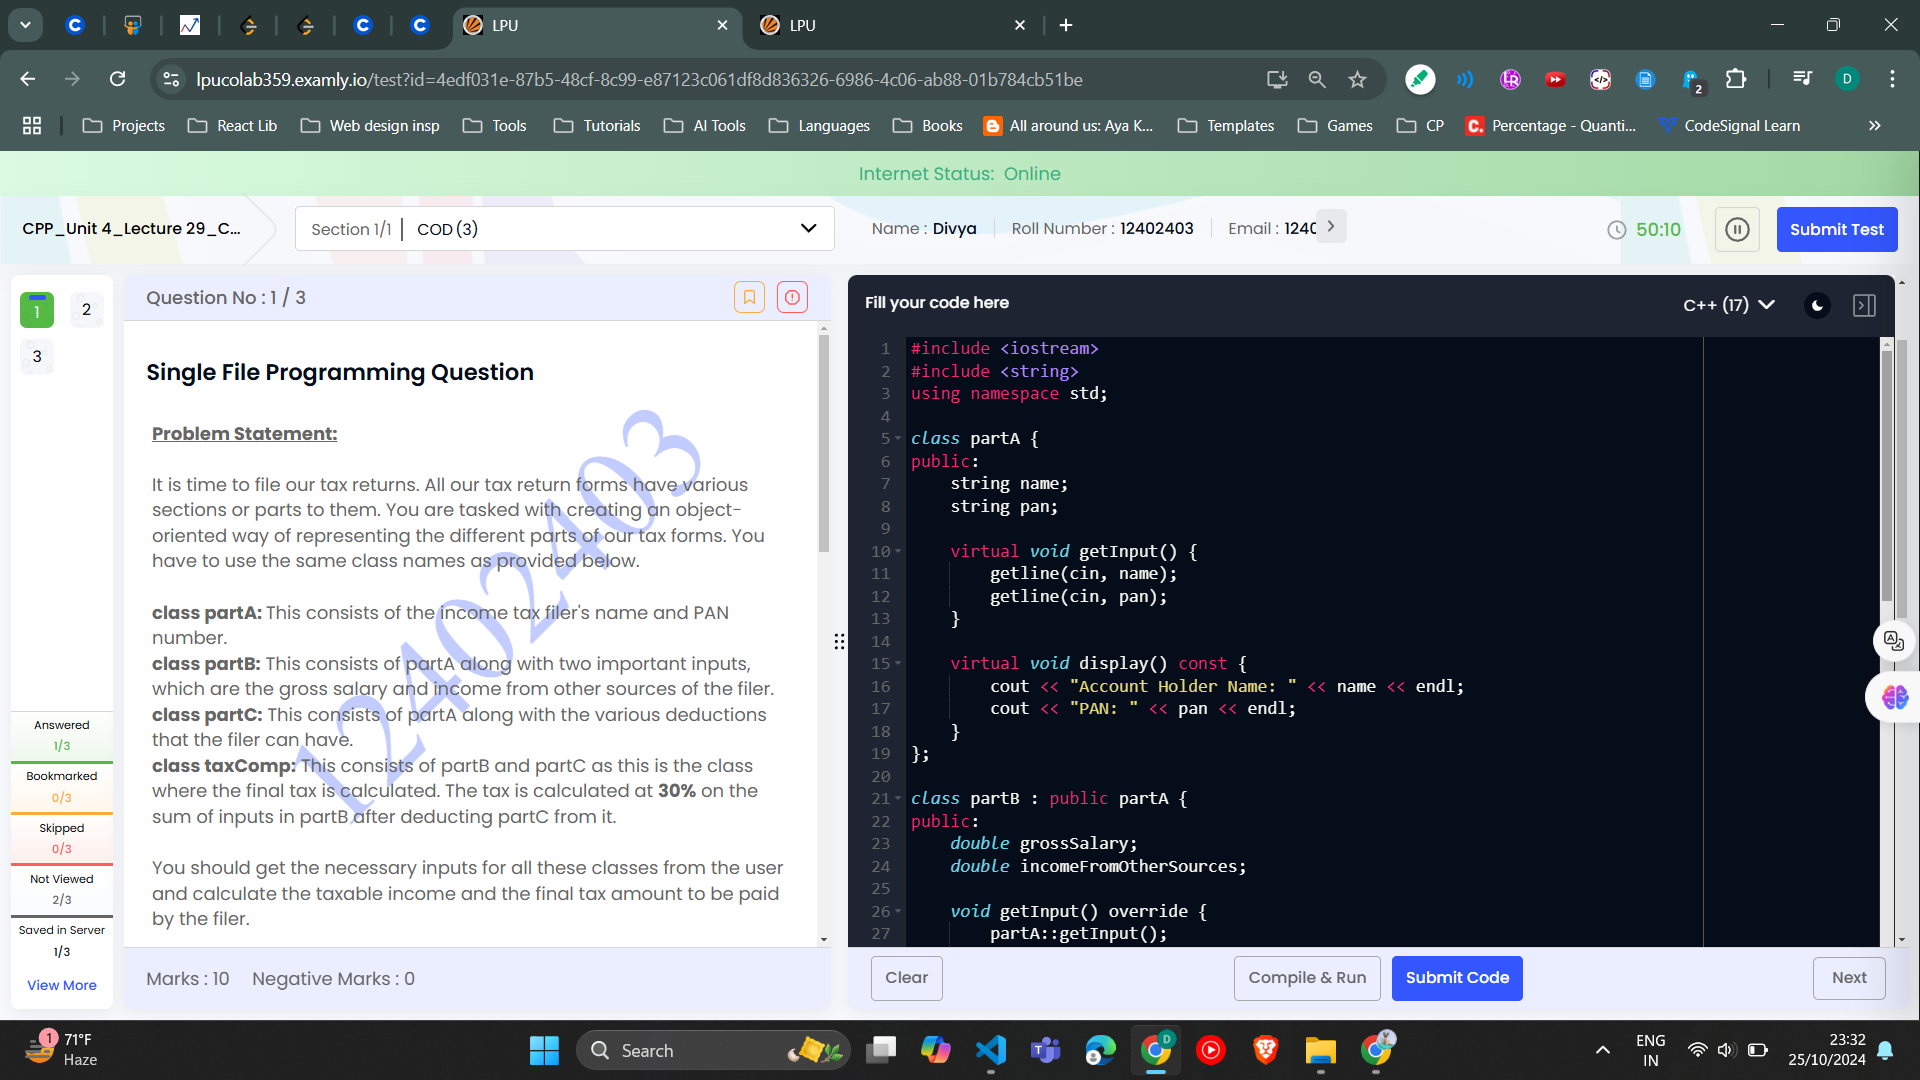 LPU
LPU
lpucolab359.examly.io/test?id=4edf031e-87b5-48cf-8c99-e87123c061df8d836326-6986-4c06-ab88-01b784cb51be
2
D
Projects
React Lib
Web design insp
Tools
Tutorials
AI Tools
Languages
Books
All around us: Aya K...
Templates
Games
CP
Percentage - Quanti...
CodeSignal Learn
Internet Status: Online
CPP_Unit 4_Lecture 29_C...
Section 1/1 | COD (3)
Name : Divya
Roll Number : 12402403
Email : 1240
50:10
Submit Test
1
2
3
Answered
1/3
Bookmarked
0/3
Skipped
0/3
Not Viewed
2/3
Saved in Server
1/3
View More
Question No : 1 / 3
Single File Programming Question
Problem Statement:
It is time to file our tax returns. All our tax return forms have various
sections or parts to them. You are tasked with creating an object-
oriented way of representing the different parts of our tax forms. You
have to use the same class names as provided below.
class partA: This consists of the income tax filer's name and PAN
number.
class partB: This consists of partA along with two important inputs,
which are the gross salary and income from other sources of the filer.
class partC: This consists of partA along with the various deductions
that the filer can have.
class taxComp: This consists of partB and partC as this is the class
where the final tax is calculated. The tax is calculated at 30% on the
sum of inputs in partB after deducting partC from it.
You should get the necessary inputs for all these classes from the user
and calculate the taxable income and the final tax amount to be paid
by the filer.
12402403
Marks : 10
Negative Marks : 0
Fill your code here
C++ (17)
1 #include <iostream>
2 #include <string>
3 using namespace std;
4
5 class partA {
6 public:
7 string name;
8 string pan;
9
10 virtual void getInput() {
11 getline(cin, name);
12 getline(cin, pan);
13 }
14
15 virtual void display() const {
16 cout << "Account Holder Name: " << name << endl;
17 cout << "PAN: " << pan << endl;
18 }
19 };
20
21 class partB : public partA {
22 public:
23 double grossSalary;
24 double incomeFromOtherSources;
25
26 void getInput() override {
27 partA::getInput();
Clear
Compile & Run
Submit Code
Next
1
71°F
Haze
Search
D
ENG
IN
23:32
25/10/2024